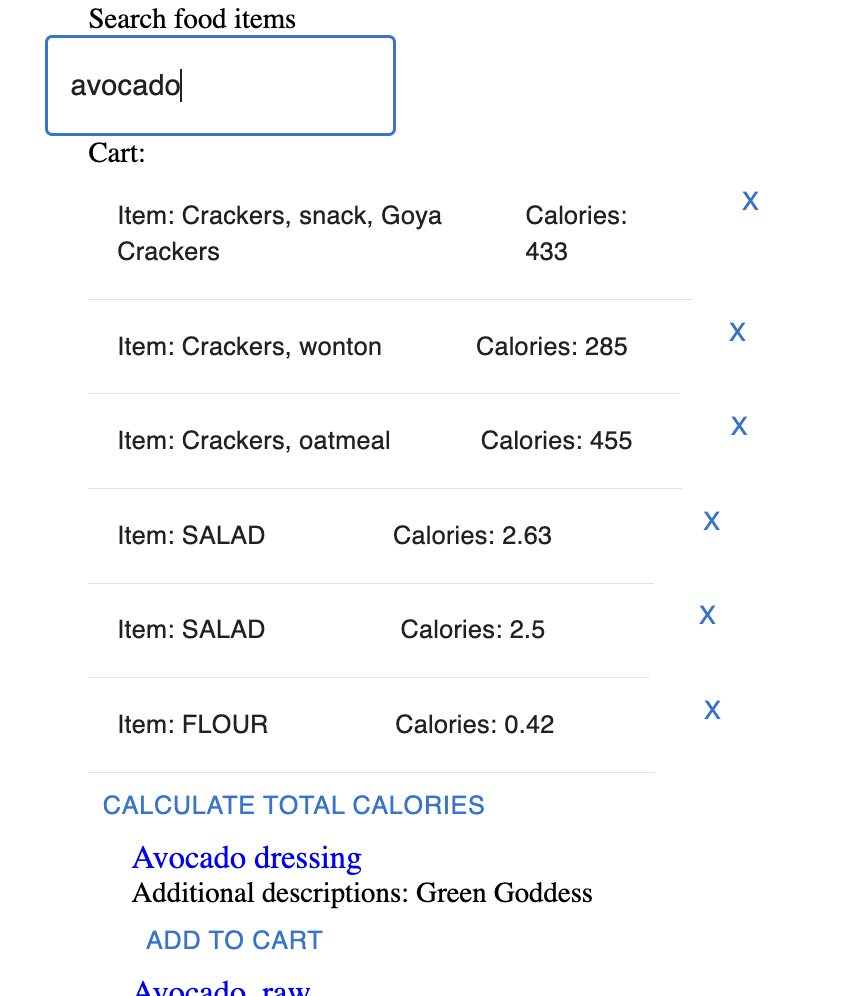 Search food items
avocado
Cart:
Item: Crackers, snack, Goya Crackers
Calories: 433
X
Item: Crackers, wonton
Calories: 285
X
Item: Crackers, oatmeal
Calories: 455
X
Item: SALAD
Calories: 2.63
X
Item: SALAD
Calories: 2.5
X
Item: FLOUR
Calories: 0.42
X
CALCULATE TOTAL CALORIES
Avocado dressing
Additional descriptions: Green Goddess
ADD TO CART
Avocado, raw